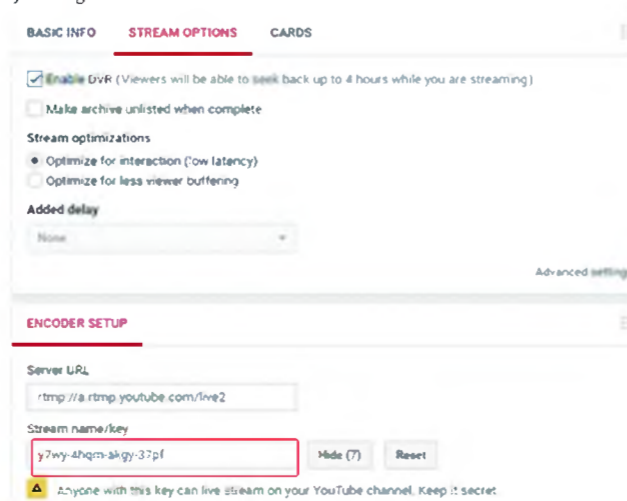 BASIC INFO STREAM OPTIONS CARDS
Enable DVR (Viewers will be able to seek back up to 4 hours while you are streaming)
Make archive unlisted when complete
Stream optimizations
Optimize for interaction (low latency)
Optimize for less viewer buffering
Added delay
None
Advanced setting
ENCODER SETUP
Server URL
rtmp://a.rtmp.youtube.com/live2
Stream name/key
y7wy-4hqm-akgy-37pf Hide (7) Reset
Anyone with this key can live stream on your YouTube channel. Keep it secret